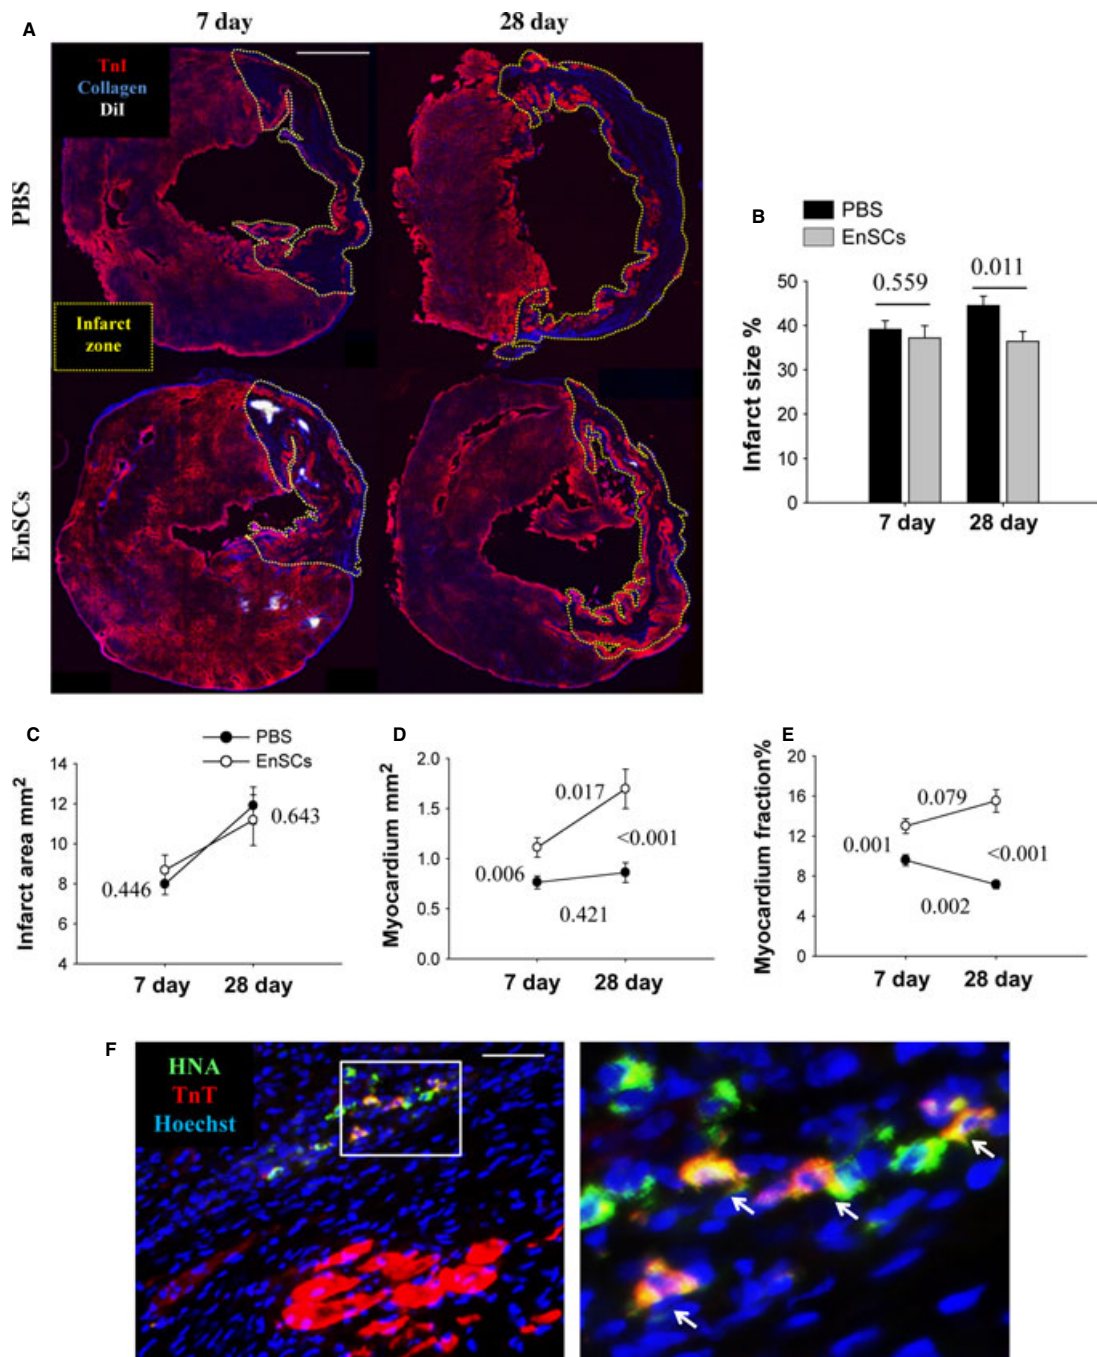 A
7 day
28 day
TnI
Collagen
DiI
PBS
Infarct
zone
EnSCs
B
PBS
EnSCs
0.559
0.011
Infarct size %
50
40
30
20
10
0
7 day
28 day
C
PBS
EnSCs
Infarct area mm²
14
12
10
8
6
4
0.446
0.643
7 day
28 day
D
Myocardium mm²
2.0
1.5
1.0
0.5
0.0
0.017
<0.001
0.006
0.421
7 day
28 day
E
Myocardium fraction%
20
16
12
8
4
0
0.079
0.001
<0.001
0.002
7 day
28 day
F
HNA
TnT
Hoechst